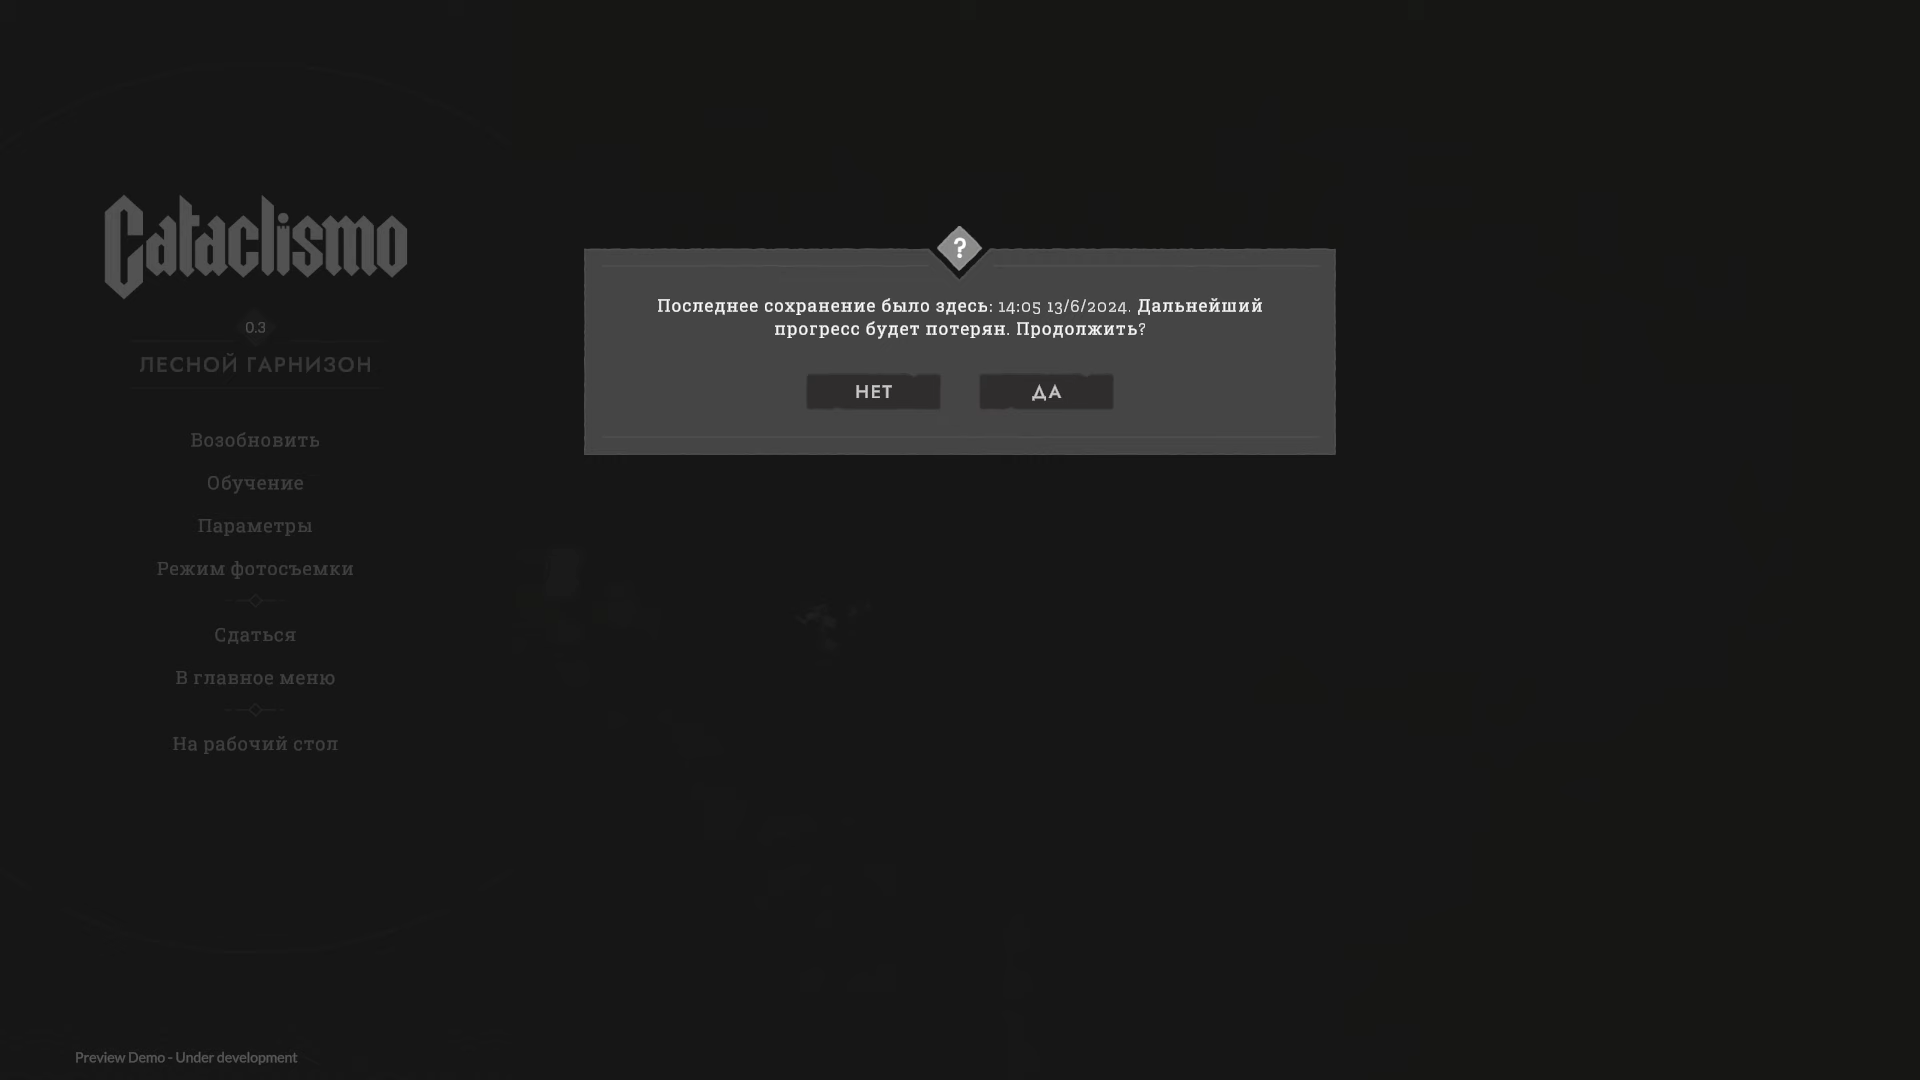 Cataclismo
0.3
ЛЕСНОЙ ГАРНИЗОН
Возобновить
Обучение
Параметры
Режим фотосъемки
Сдаться
В главное меню
На рабочий стол
?
Последнее сохранение было здесь: 14:05 13/6/2024. Дальнейший
прогресс будет потерян. Продолжить?
НЕТ
ДА
Preview Demo - Under development